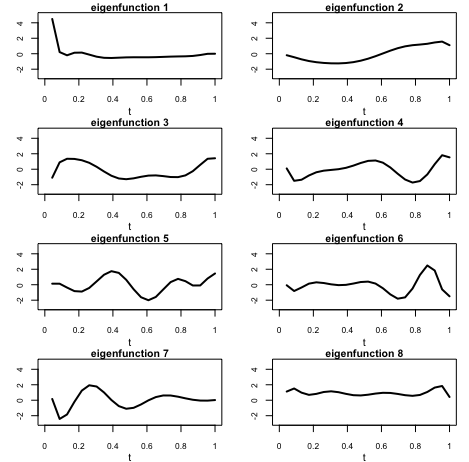 eigenfunction 1
eigenfunction 2
-2 0 2 4
-2 0 2 4
0 0.2 0.4 0.6 0.8 1
0 0.2 0.4 0.6 0.8 1
t
t
eigenfunction 3
eigenfunction 4
-2 0 2 4
-2 0 2 4
0 0.2 0.4 0.6 0.8 1
0 0.2 0.4 0.6 0.8 1
t
t
eigenfunction 5
eigenfunction 6
-2 0 2 4
-2 0 2 4
0 0.2 0.4 0.6 0.8 1
0 0.2 0.4 0.6 0.8 1
t
t
eigenfunction 7
eigenfunction 8
-2 0 2 4
-2 0 2 4
0 0.2 0.4 0.6 0.8 1
0 0.2 0.4 0.6 0.8 1
t
t